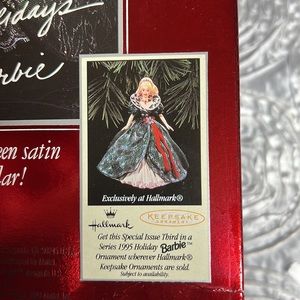 Holidays
Barbie
een satin
lar!
Exclusively at Hallmark®
Hallmark
KEEPSAKE
ORNAMENT
Get this Special Issue Third in a
Series 1995 Holiday Barbie™
Ornament wherever Hallmark®
Keepsake Ornaments are sold.
Subject to availability.